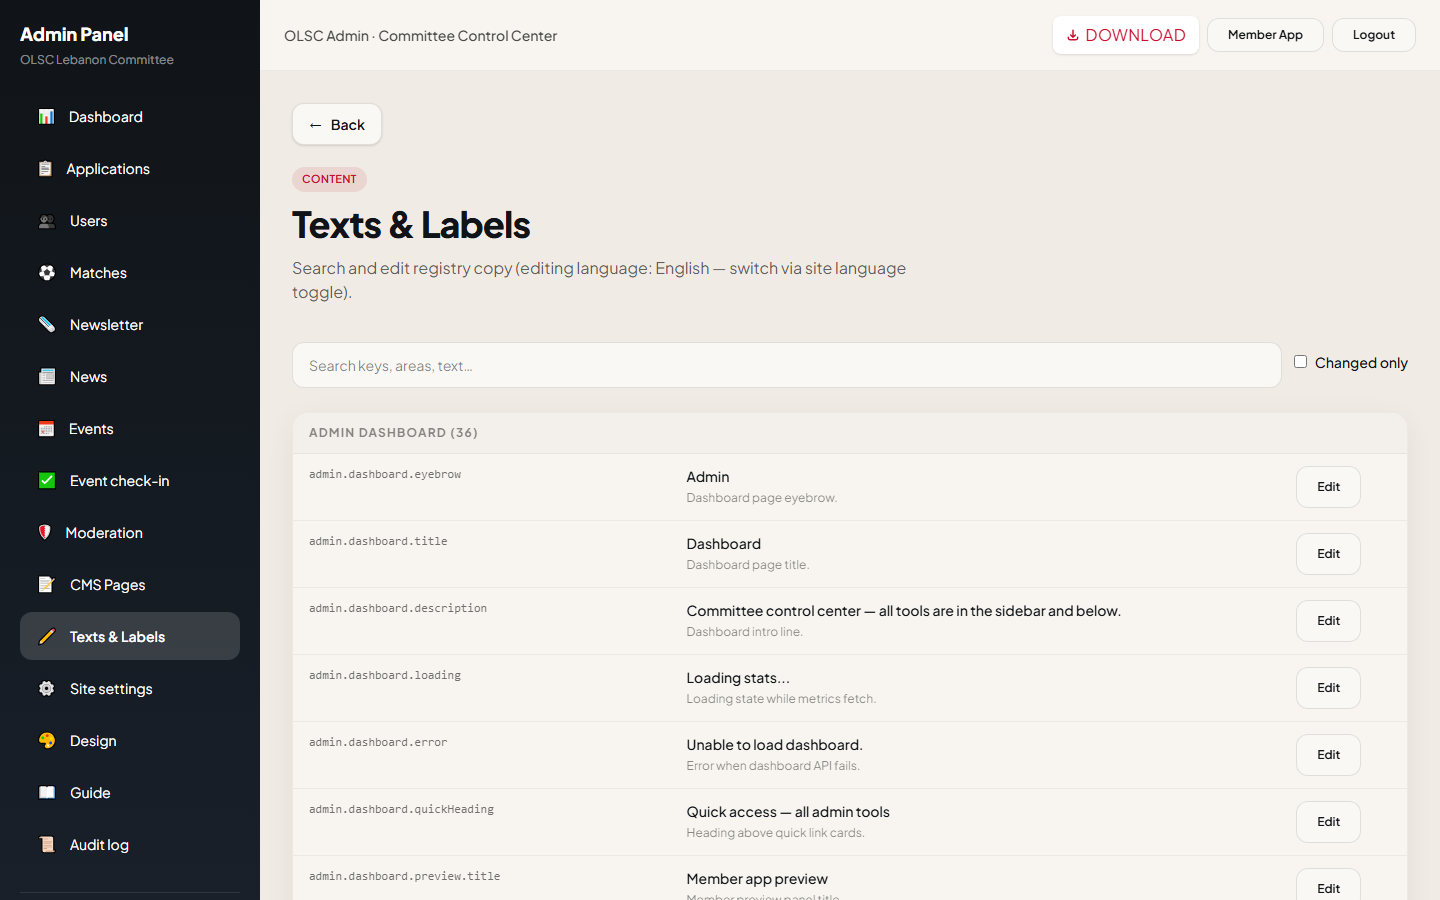 Admin Panel
OLSC Lebanon Committee
Dashboard
Applications
Users
Matches
Newsletter
News
Events
Event check-in
Moderation
CMS Pages
Texts & Labels
Site settings
Design
Guide
Audit log
OLSC Admin · Committee Control Center
DOWNLOAD
Member App
Logout
← Back
CONTENT
Texts & Labels
Search and edit registry copy (editing language: English — switch via site language
toggle).
Search keys, areas, text...
Changed only
ADMIN DASHBOARD (36)
admin.dashboard.eyebrow
Admin
Dashboard page eyebrow.
Edit
admin.dashboard.title
Dashboard
Dashboard page title.
Edit
admin.dashboard.description
Committee control center — all tools are in the sidebar and below.
Dashboard intro line.
Edit
admin.dashboard.loading
Loading stats...
Loading state while metrics fetch.
Edit
admin.dashboard.error
Unable to load dashboard.
Error when dashboard API fails.
Edit
admin.dashboard.quickHeading
Quick access — all admin tools
Heading above quick link cards.
Edit
admin.dashboard.preview.title
Member app preview
Member preview panel title.
Edit